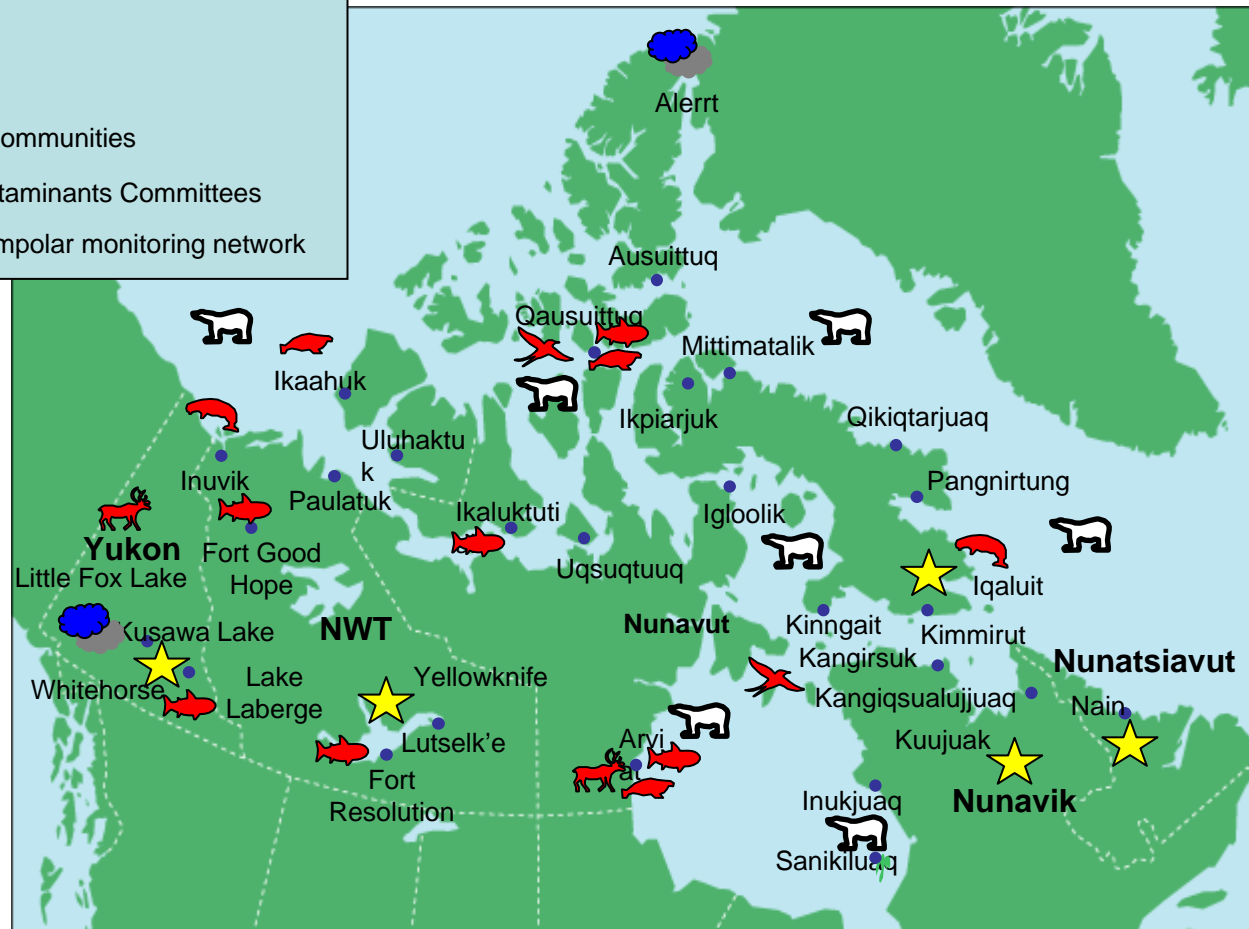 ommunities
taminants Committees
mpolar monitoring network
Alerrt
Ausuittuq
Qausuittuq
Mittimatalik
Ikaahuk
Ikpiarjuk
Qikiqtarjuaq
Uluhaktu
k
Inuvik
Paulatuk
Pangnirtung
Igloolik
Ikaluktuti
Yukon
Fort Good
Hope
Uqsuqtuuq
Little Fox Lake
Iqaluit
Kusawa Lake
NWT
Nunavut
Kinngait
Kimmirut
Kangirsuk
Nunatsiavut
Whitehorse
Lake
Laberge
Yellowknife
Kangiqsualujjuaq
Nain
Lutselk’e
Arvi
at
Kuujuak
Fort
Resolution
Inukjuaq
Nunavik
Sanikiluaq